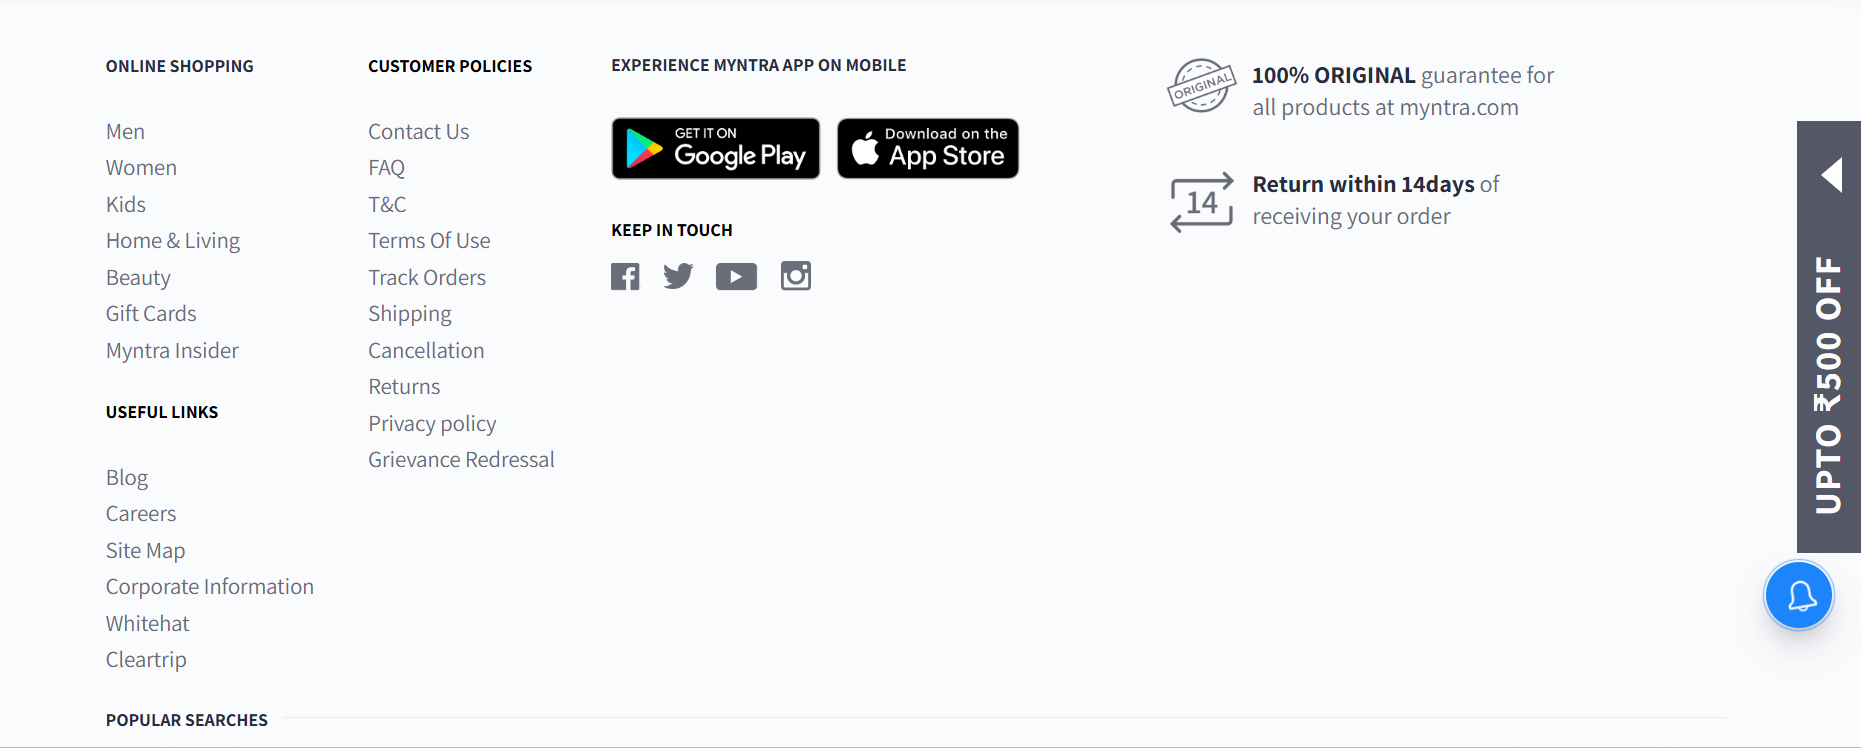 ONLINE SHOPPING
Men
Women
Kids
Home & Living
Beauty
Gift Cards
Myntra Insider
USEFUL LINKS
Blog
Careers
Site Map
Corporate Information
Whitehat
Cleartrip
CUSTOMER POLICIES
Contact Us
FAQ
T&C
Terms Of Use
Track Orders
Shipping
Cancellation
Returns
Privacy policy
Grievance Redressal
EXPERIENCE MYNTRA APP ON MOBILE
GET IT ON
Google Play
Download on the
App Store
KEEP IN TOUCH
ORIGINAL
100% ORIGINAL guarantee for
all products at myntra.com
14
Return within 14days of
receiving your order
UPTO ₹500 OFF
POPULAR SEARCHES